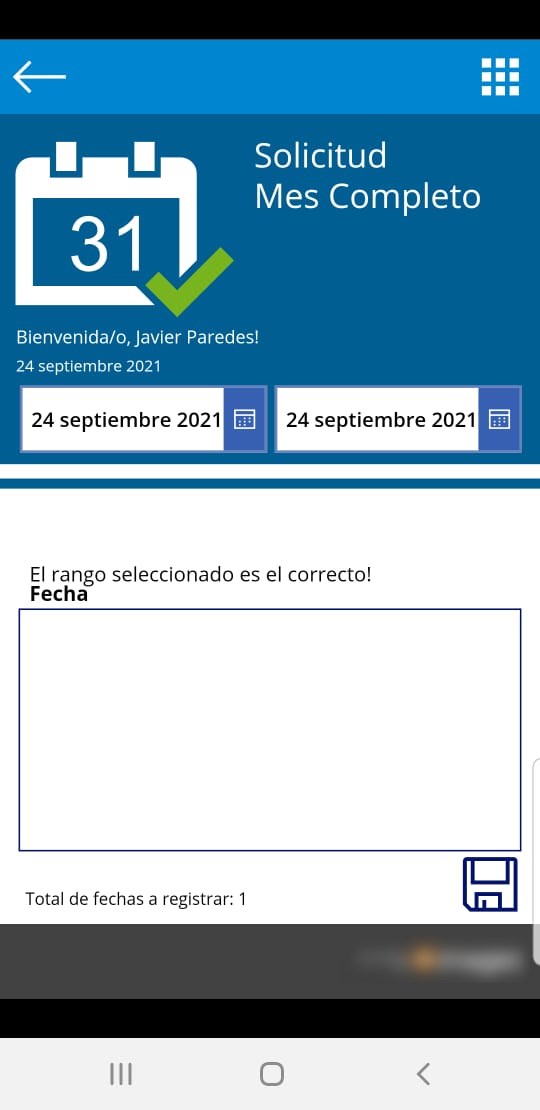 Solicitud
Mes Completo
31
Bienvenida/o, Javier Paredes!
24 septiembre 2021
24 septiembre 2021
24 septiembre 2021
El rango seleccionado es el correcto!
Fecha
Total de fechas a registrar: 1